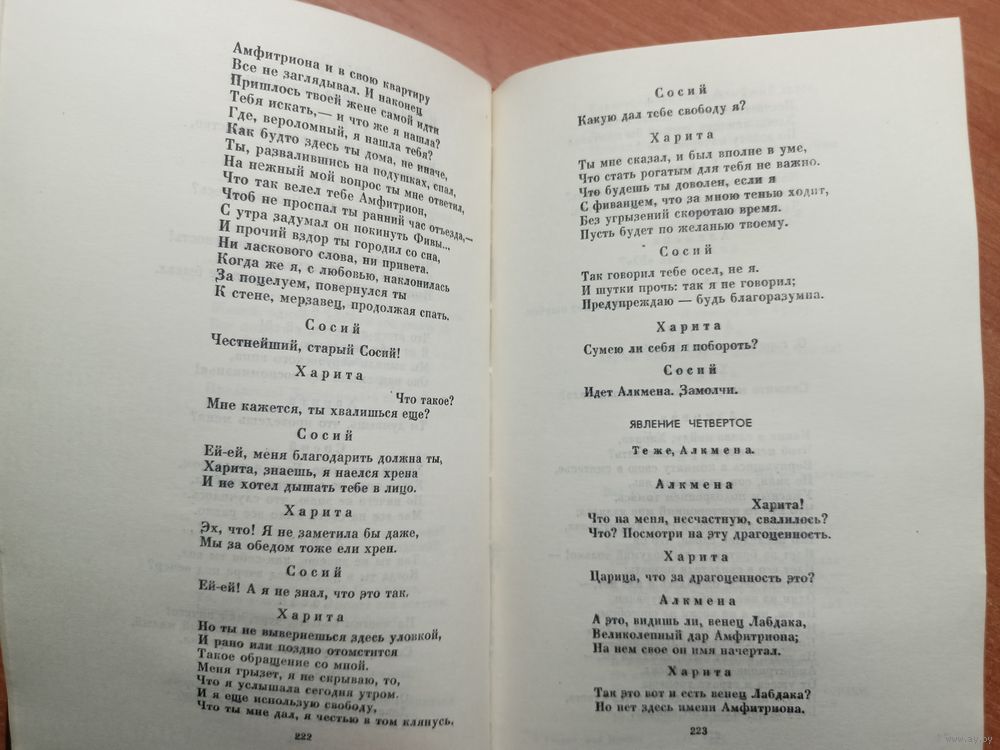 Амфитриона и в свою квартиру
Все не заглядывал. И наконец
Пришлось твоей жене самой идти
Тебя искать,— и что же я нашла?
Где, вероломный, я нашла тебя?
Как будто здесь ты дома, не иначе,
Ты, развалившись на подушках, спал,
На нежный мой вопрос ты мне ответил,
Что так велел тебе Амфитрион,
Чтоб не проспал ты ранний час отъезда,—
С утра задумал он покинуть Фивы...
И прочий вздор ты городил со сна,
Ни ласкового слова, ни привета.
Когда же я, с любовью, наклонилась
За поцелуем, повернулся ты
К стене, мерзавец, продолжая спать.
Сосий
Честнейший, старый Сосий!
Харита
Что такое?
Мне кажется, ты хвалишься еще?
Сосий
Ей-ей, меня благодарить должна ты,
Харита, знаешь, я наелся хрена
И не хотел дышать тебе в лицо.
Харита
Эх, что! Я не заметила бы даже,
Мы за обедом тоже ели хрен.
Сосий
Ей-ей! А я не знал, что это так.
Харита
Но ты не вывернешься здесь уловкой,
И рано или поздно отомстится
Такое обращение со мной.
Меня грызет, я не скрываю, то,
Что я услышала сегодня утром.
И я еще использую свободу,
Что ты мне дал, я честью в том клянусь.
222
Сосий
Какую дал тебе свободу я?
Харита
Ты мне сказал, и был вполне в уме,
Что стать рогатым для тебя не важно.
Что будешь ты доволен, если я
С фиванцем, что за мною тенью ходит,
Без угрызений скоротаю время.
Пусть будет по желанью твоему.
Сосий
Так говорил тебе осел, не я.
И шутки прочь: так я не говорил;
Предупреждаю — будь благоразумна.
Харита
Сумею ли себя я побороть?
Сосий
Идет Алкмена. Замолчи.
ЯВЛЕНИЕ ЧЕТВЕРТОЕ
Те же, Алкмена.
Алкмена
Харита!
Что на меня, несчастную, свалилось?
Что? Посмотри на эту драгоценность.
Харита
Царица, что за драгоценность это?
Алкмена
А это, видишь ли, венец Лабдака,
Великолепный дар Амфитриона;
На нем свое он имя начертал.
Харита
Так это вот и есть венец Лабдака?
Но нет здесь имени Амфитриона.
223
www.ay.by